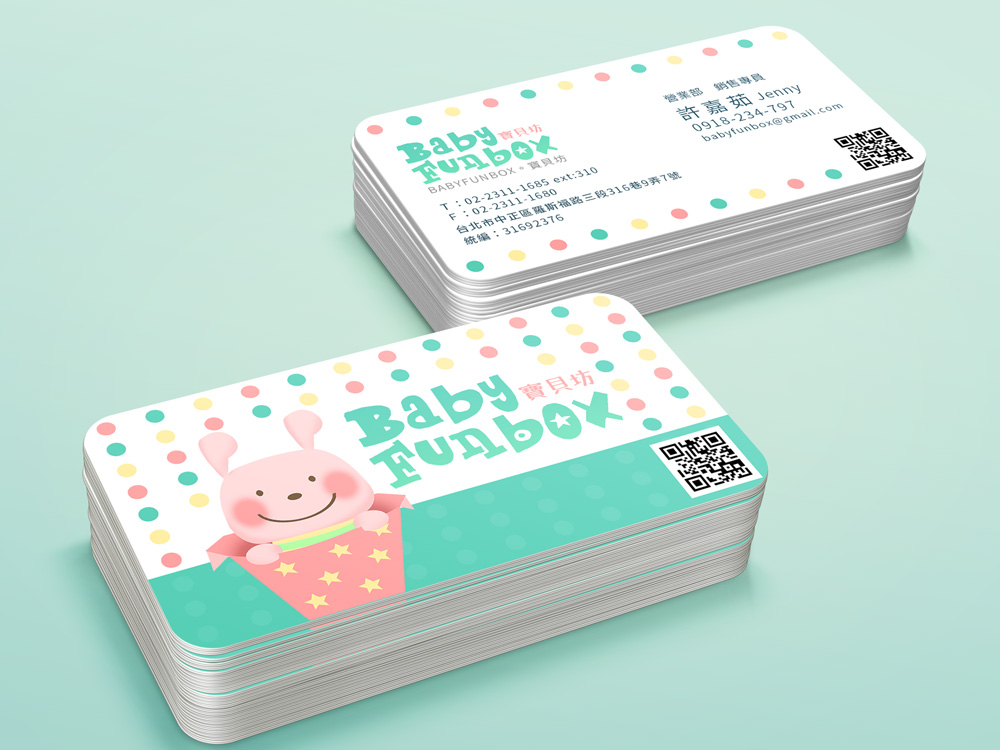 Baby 寶貝坊
Funbox
BABYFUNBOX。寶貝坊
T：02-2311-1685 ext:310
F：02-2311-1680
台北市中正區羅斯福路三段316巷9弄7號
統編：31692376
營業部 銷售專員
許嘉茹 Jenny
0918-234-797
babyfunbox@gmail.com
Baby 寶貝坊
Funbox